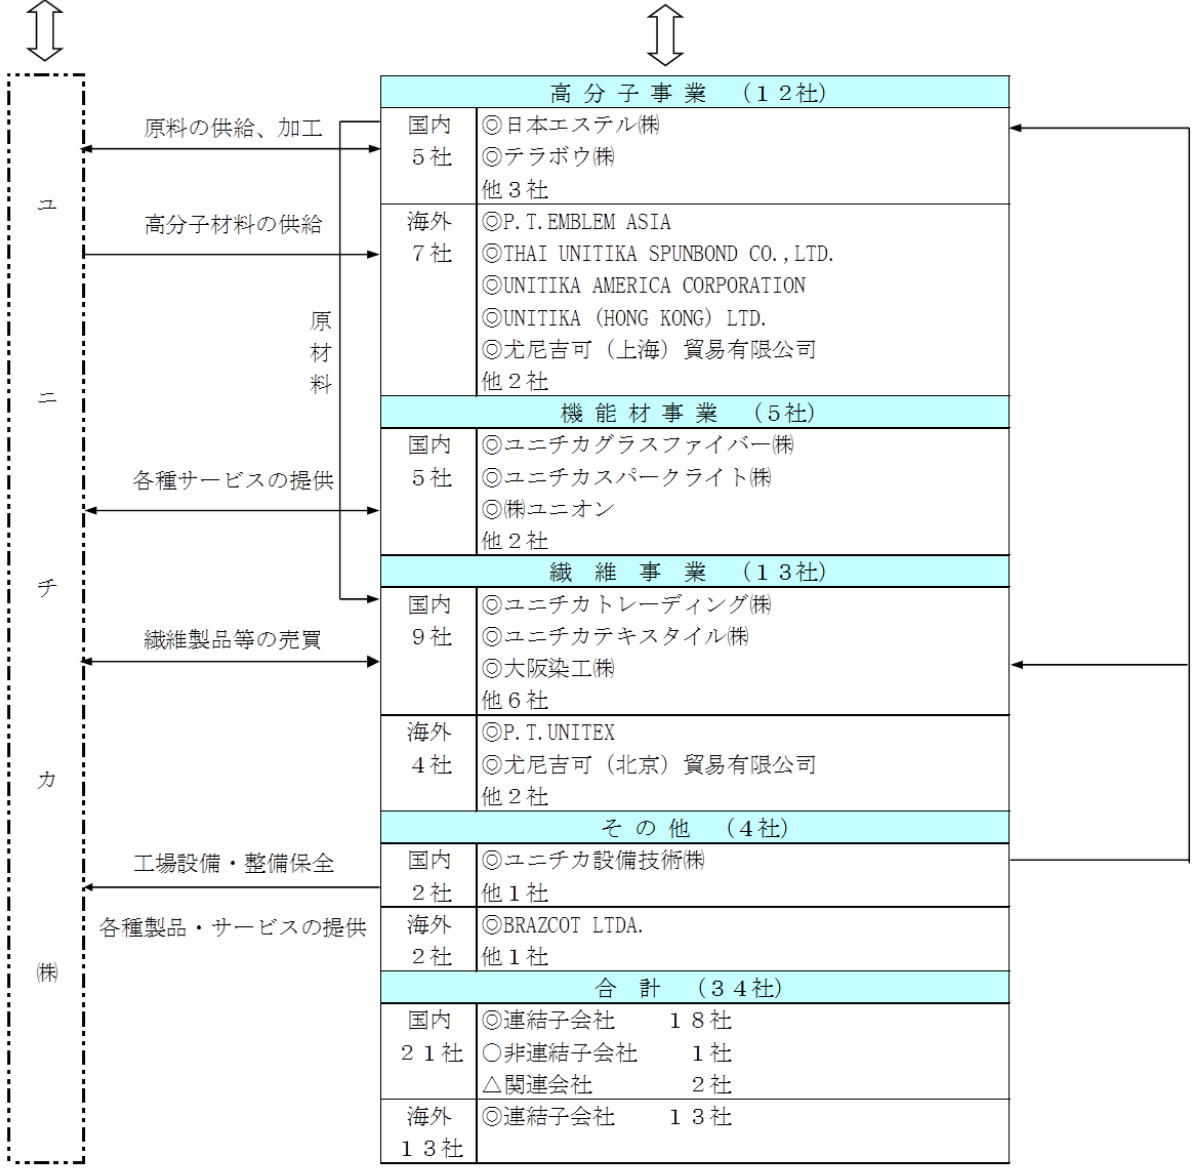 高分子事業 （１２社）
国内
５社
◎日本エステル㈱
◎テラボウ㈱
他３社
海外
７社
◎P.T.EMBLEM ASIA
◎THAI UNITIKA SPUNBOND CO.,LTD.
◎UNITIKA AMERICA CORPORATION
◎UNITIKA (HONG KONG) LTD.
◎尤尼吉可（上海）貿易有限公司
他２社
機能材事業 （５社）
国内
５社
◎ユニチカグラスファイバー㈱
◎ユニチカスパークライト㈱
◎㈱ユニオン
他２社
繊維事業 （１３社）
国内
９社
◎ユニチカトレーディング㈱
◎ユニチカテキスタイル㈱
◎大阪染工㈱
他６社
海外
４社
◎P.T.UNITEX
◎尤尼吉可（北京）貿易有限公司
他２社
その他 （４社）
国内
２社
◎ユニチカ設備技術㈱
他１社
海外
２社
◎BRAZCOT LTDA.
他１社
合計 （３４社）
国内
２１社
◎連結子会社 １８社
○非連結子会社 １社
△関連会社 ２社
海外
１３社
◎連結子会社 １３社
ユニチカ㈱
原料の供給、加工
高分子材料の供給
原材料
各種サービスの提供
繊維製品等の売買
工場設備・整備保全
各種製品・サービスの提供